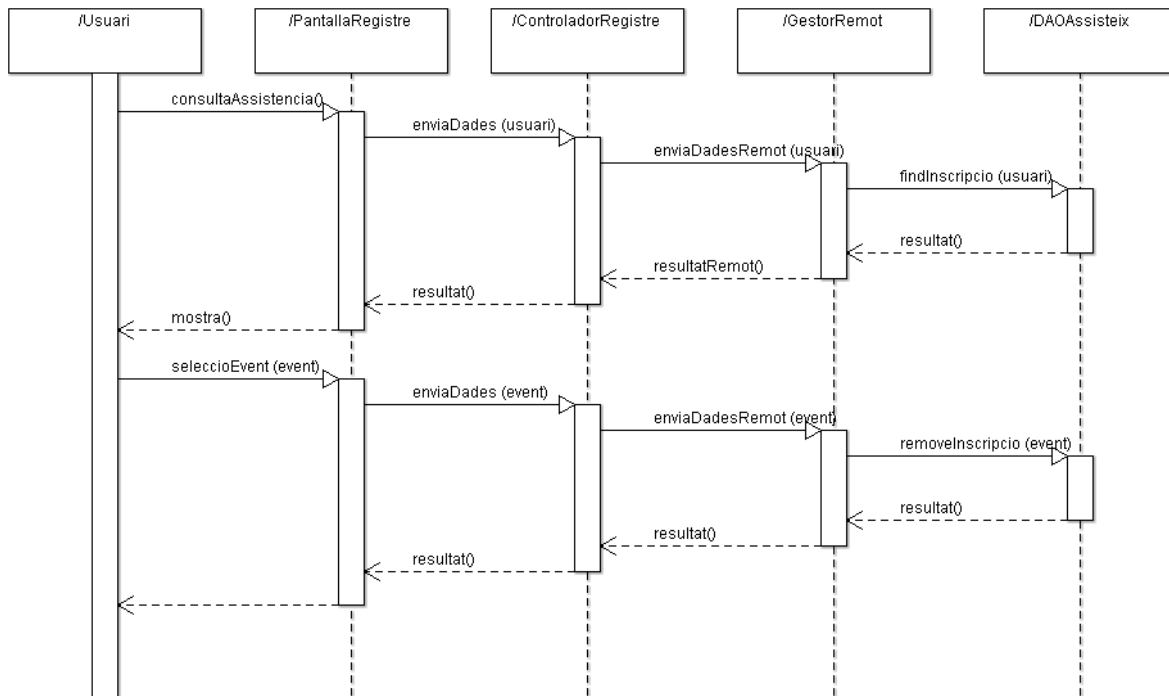 /Usuari
/PantallaRegistre
/ControladorRegistre
/GestorRemot
/DAOAssisteix
consultaAssistencia()
enviaDades (usuari)
enviaDadesRemot (usuari)
findInscripcio (usuari)
resultat()
resultatRemot()
resultat()
mostra()
seleccioEvent (event)
enviaDades (event)
enviaDadesRemot (event)
removeInscripcio (event)
resultat()
resultat()
resultat()